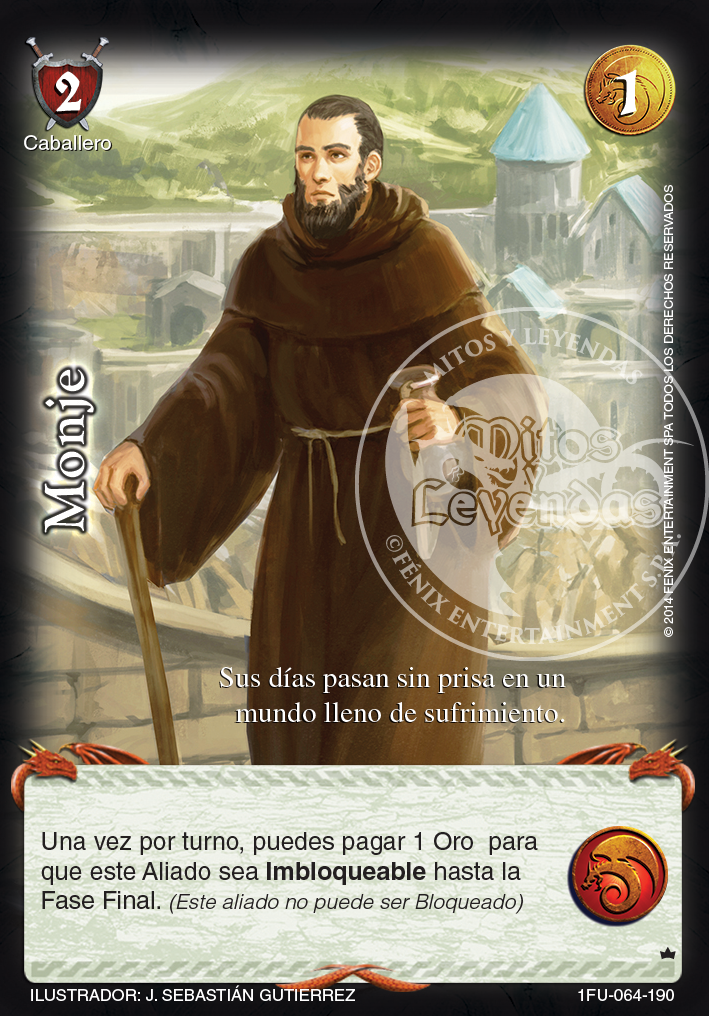 2
1
Caballero
Monje
MITOS Y LEYENDAS
Mitos
&
Leyendas
© FÉNIX ENTERTAINMENT S.P.A.
© 2014 FÉNIX ENTERTAINMENT SPA TODOS LOS DERECHOS RESERVADOS
Sus días pasan sin prisa en un
mundo lleno de sufrimiento.
Una vez por turno, puedes pagar 1 Oro para
que este Aliado sea Imbloqueable hasta la
Fase Final. (Este aliado no puede ser Bloqueado)
ILUSTRADOR: J. SEBASTIÁN GUTIERREZ
1FU-064-190